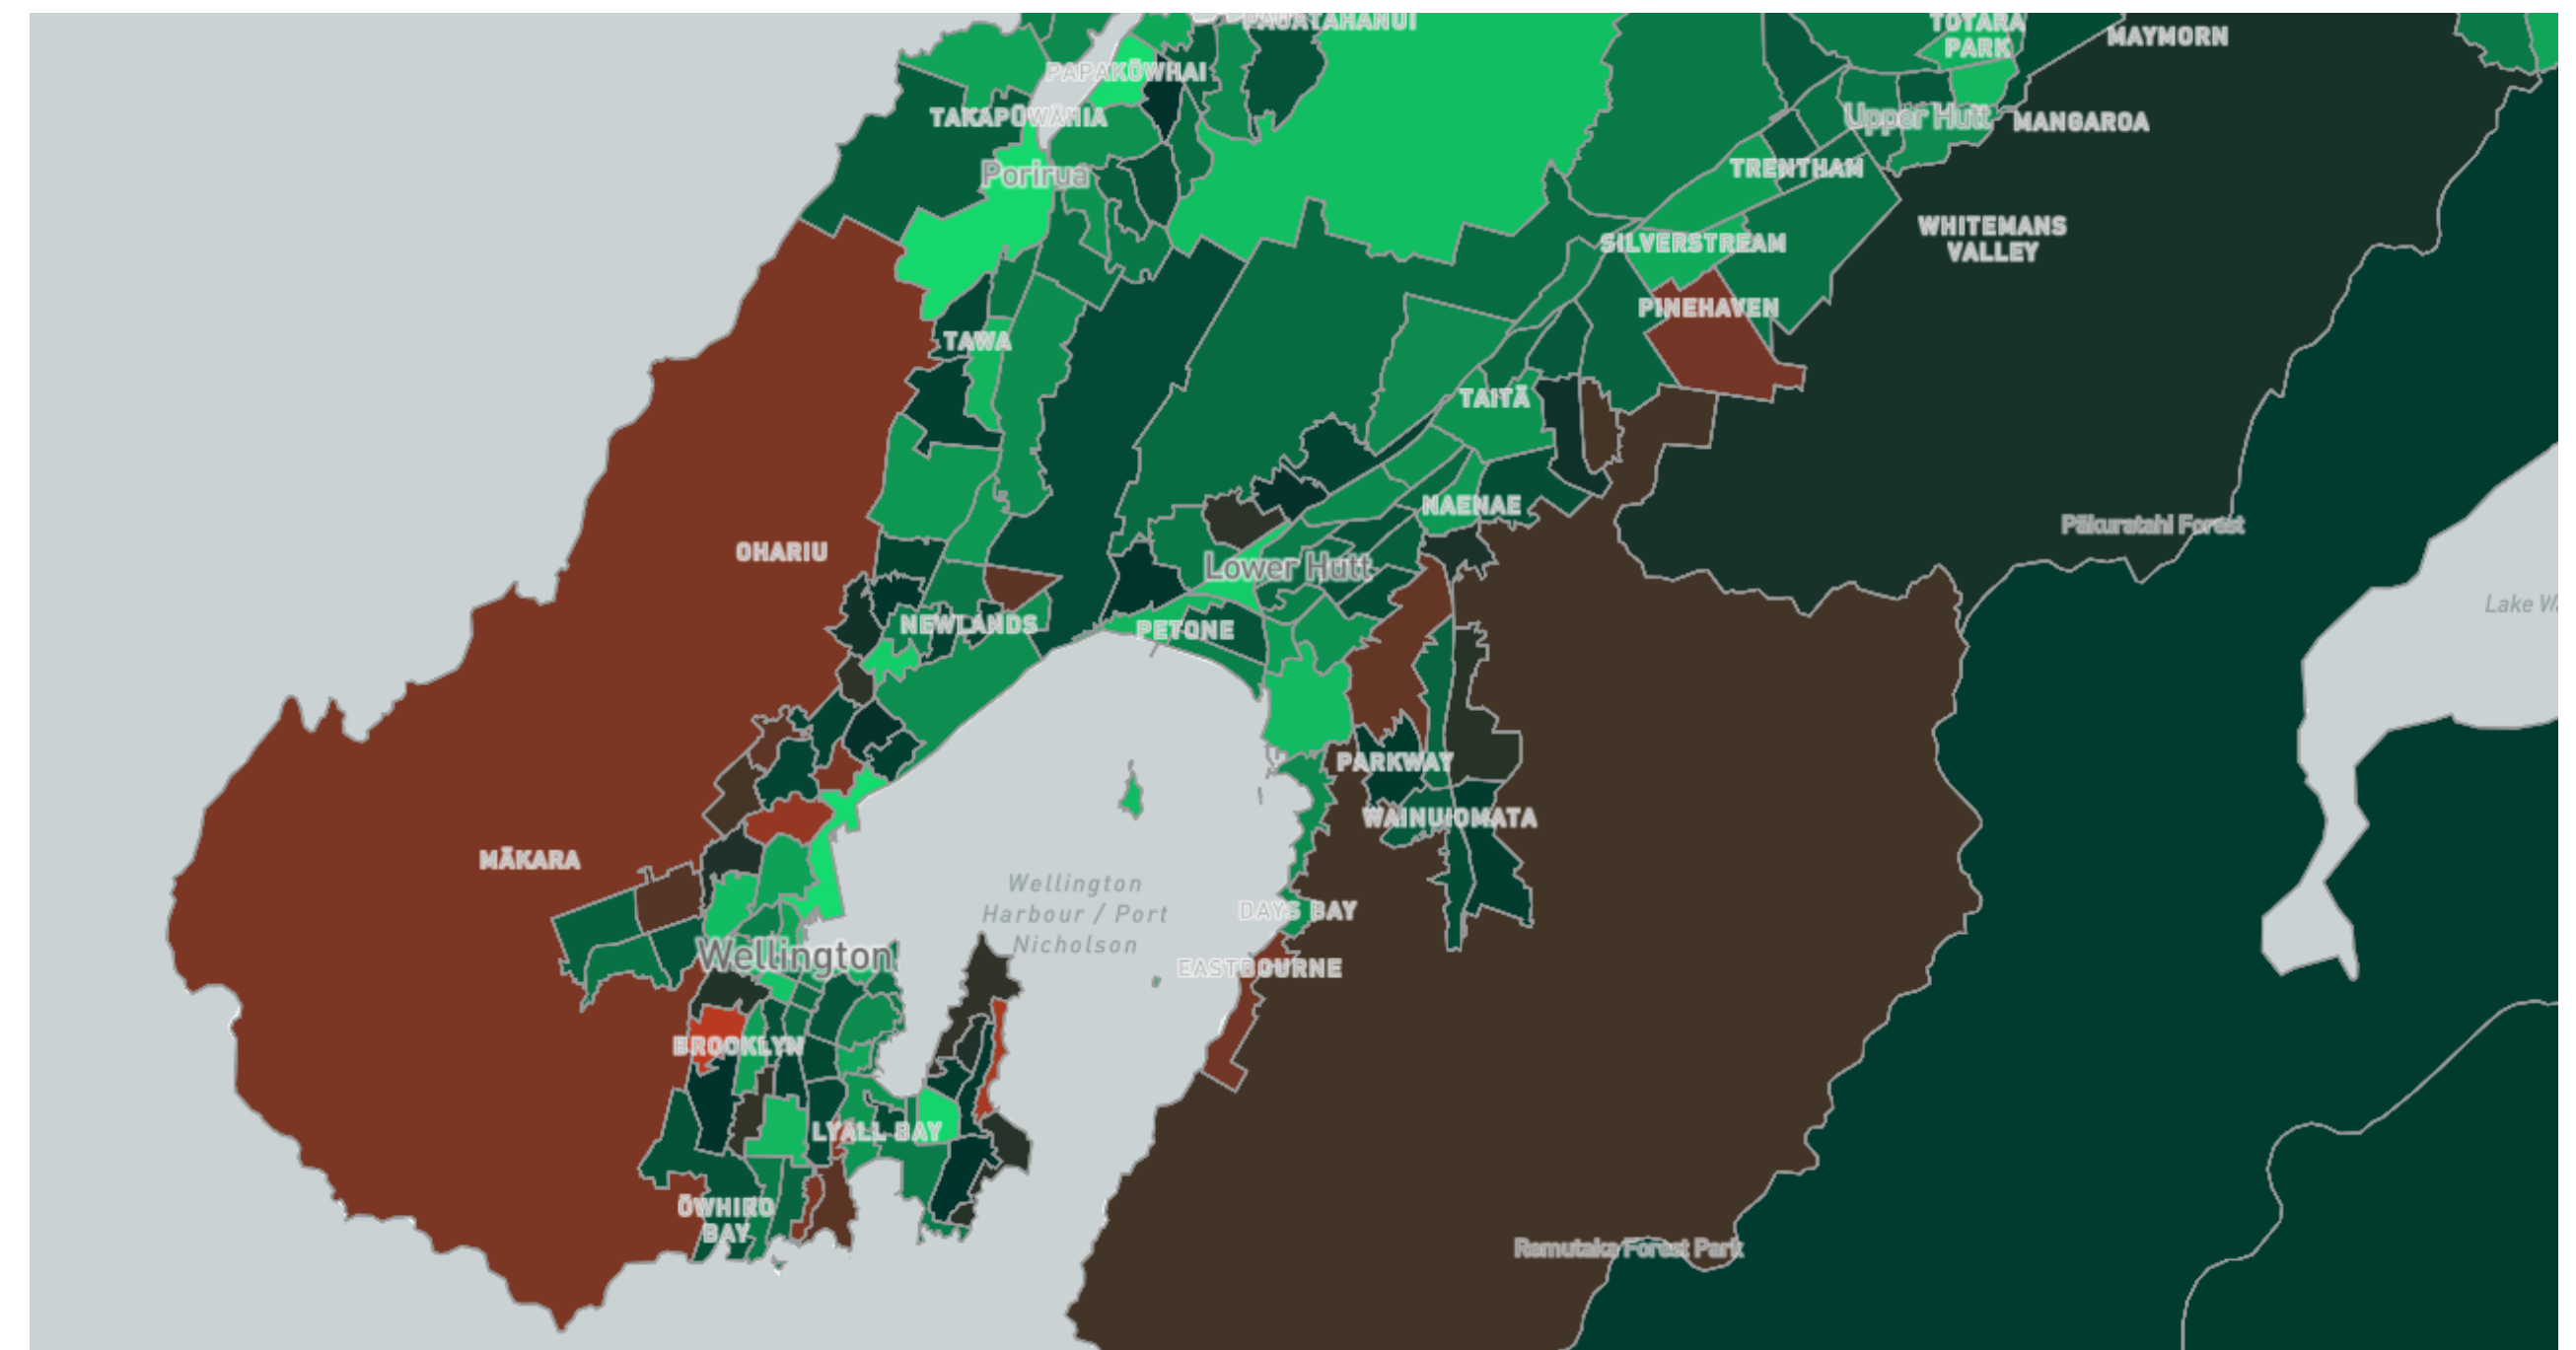 PAUATAHANUI
TOTARA
PARK
MAYMORN
PAPAKŌWHAI
TAKAPŪWĀHIA
Upper Hutt
MANGAROA
Porirua
TRENTHAM
WHITEMANS
VALLEY
SILVERSTREAM
PINEHAVEN
TAWA
TAITĀ
NAENAE
Pākuratahi Forest
OHARIU
Lower Hutt
Lake
NEWLANDS
PETONE
PARKWAY
WAINUIOMATA
MĀKARA
Wellington
Harbour / Port
Nicholson
DAYS BAY
Wellington
EASTBOURNE
BROOKLYN
LYALL BAY
ŌWHIRO
BAY
Remutaka Forest Park